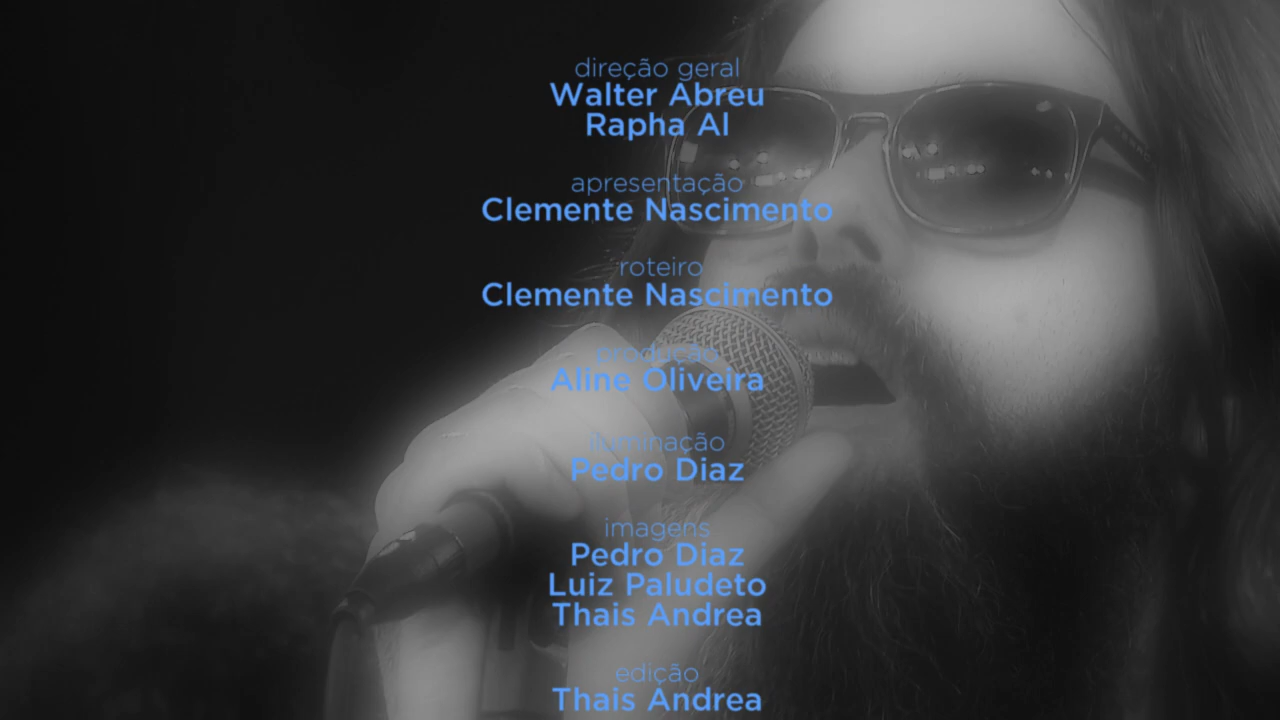 direção geral
Walter Abreu
Rapha Al
apresentação
Clemente Nascimento
roteiro
Clemente Nascimento
produção
Aline Oliveira
iluminação
Pedro Diaz
imagens
Pedro Diaz
Luiz Paludeto
Thais Andrea
edição
Thais Andrea